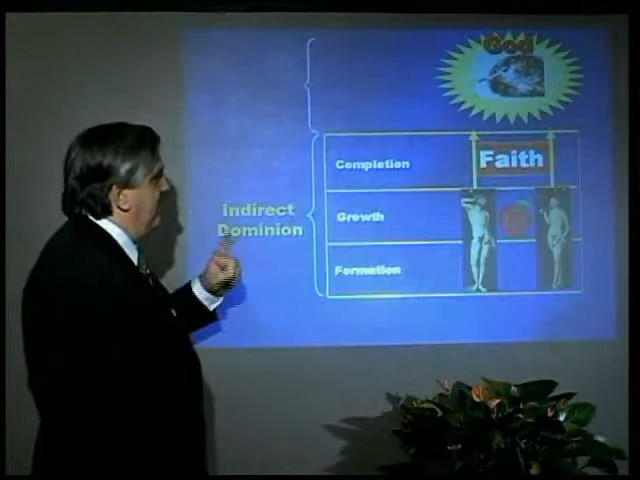 God
Completion
Faith
Growth
Indirect
Dominion
Formation